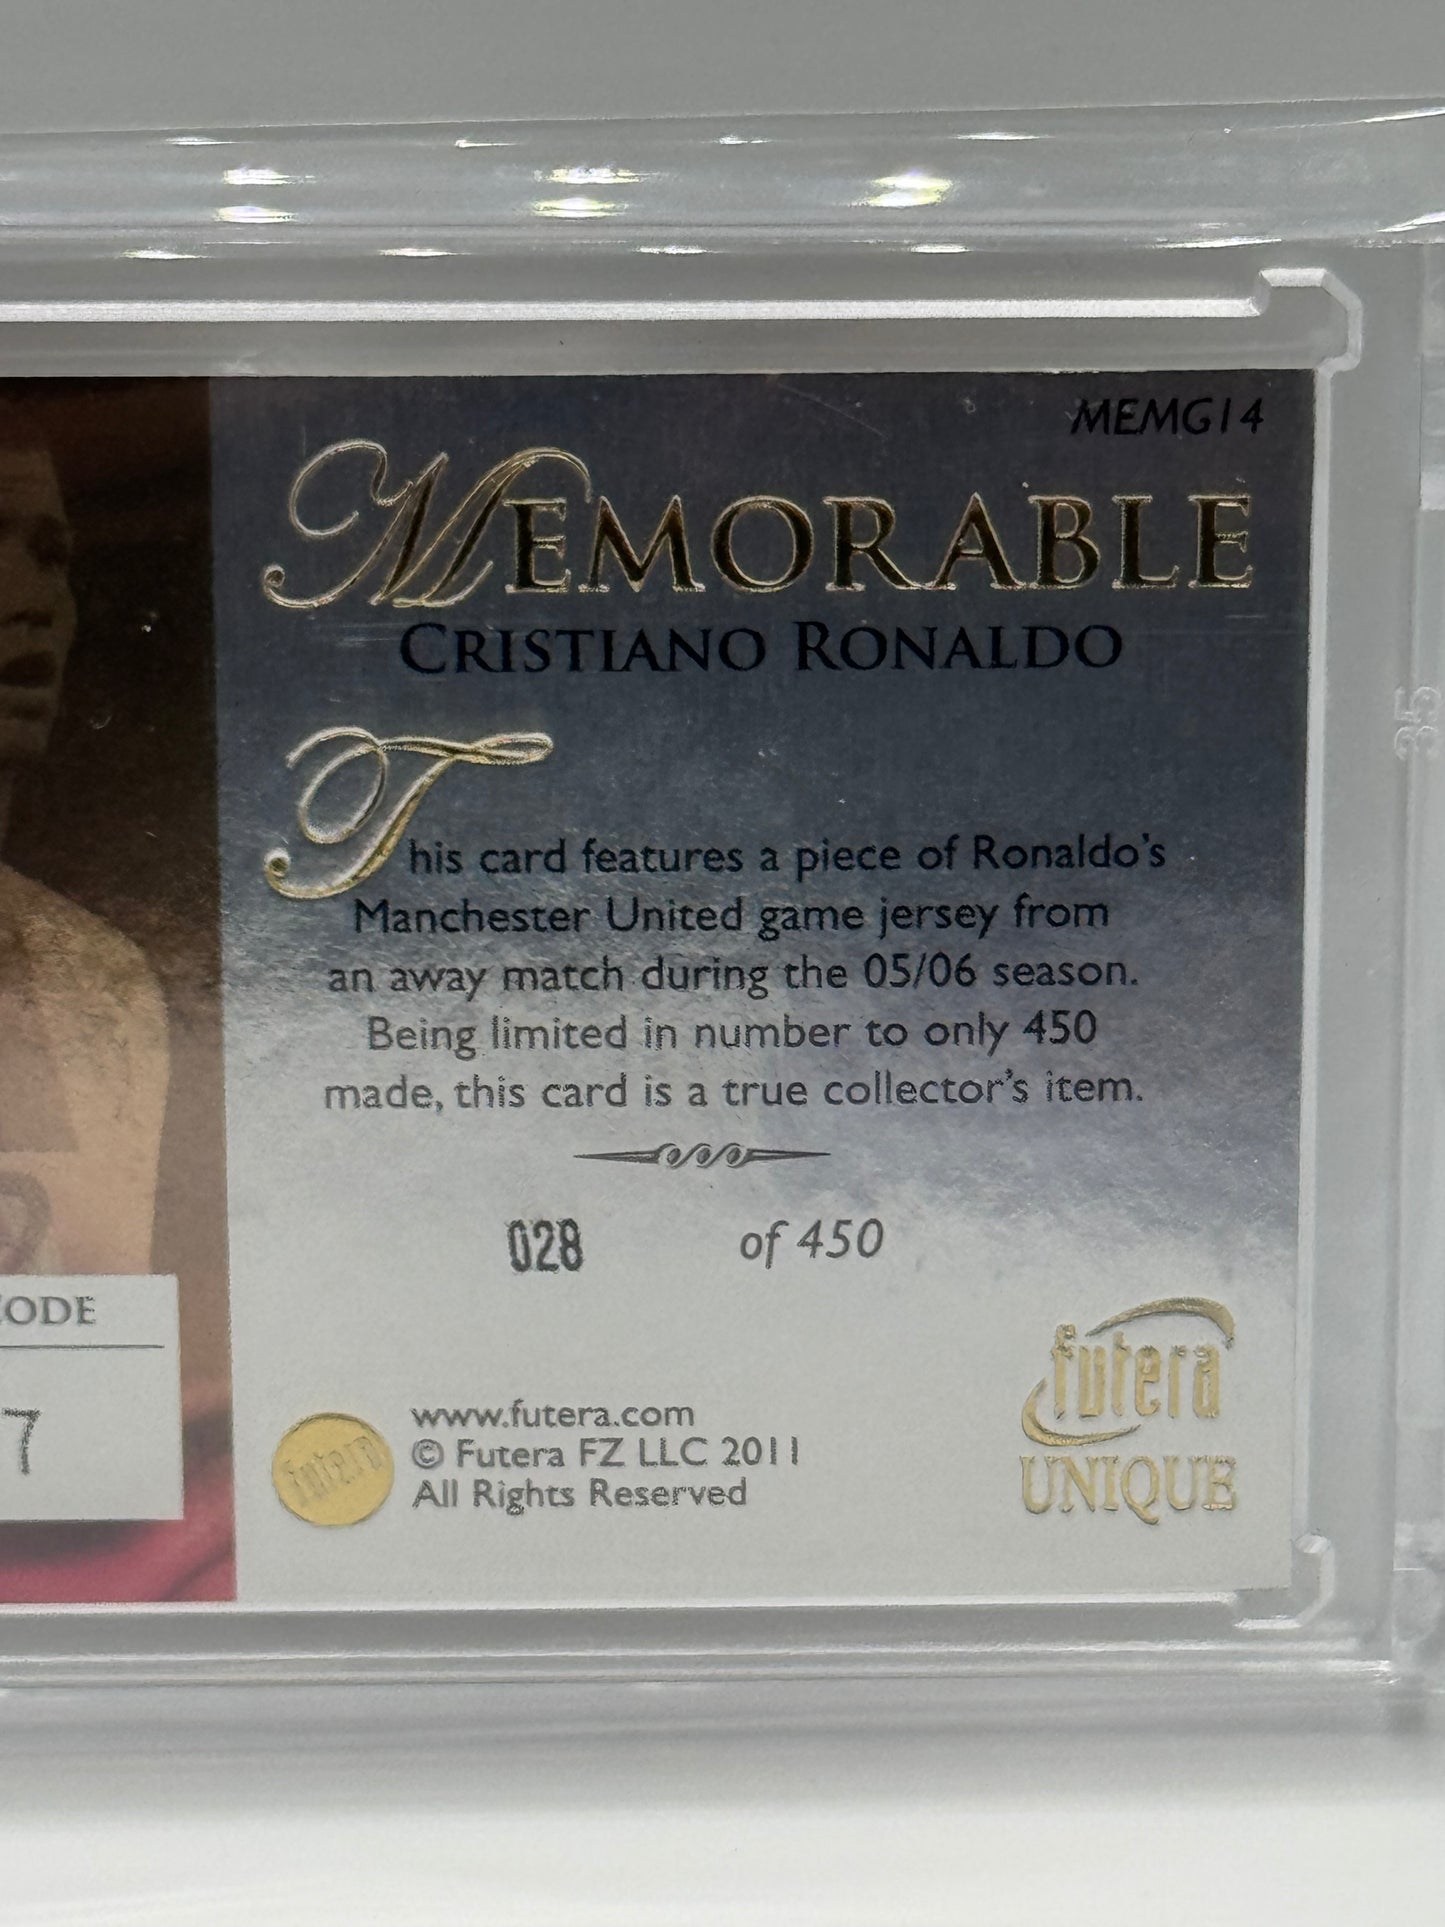 MEMG14
MEMORABLE
CRISTIANO RONALDO
This card features a piece of Ronaldo's
Manchester United game jersey from
an away match during the 05/06 season.
Being limited in number to only 450
made, this card is a true collector's item.
028 of 450
ODE
7
futera
www.futera.com
© Futera FZ LLC 2011
All Rights Reserved
futera
UNIQUE
35